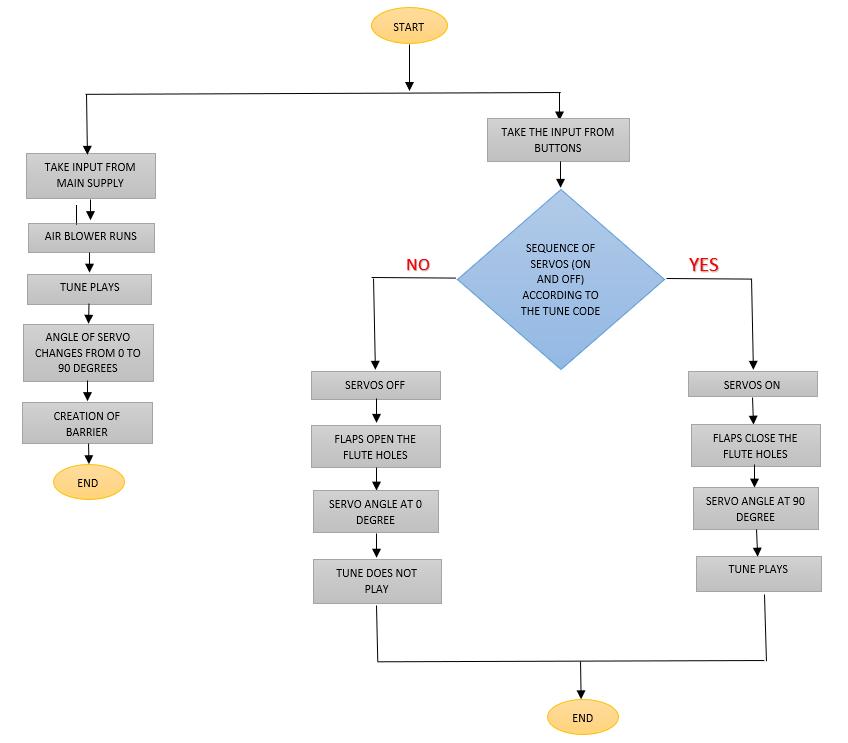 START
TAKE INPUT FROM
MAIN SUPPLY
AIR BLOWER RUNS
TUNE PLAYS
ANGLE OF SERVO
CHANGES FROM 0 TO
90 DEGREES
CREATION OF
BARRIER
END
TAKE THE INPUT FROM
BUTTONS
SEQUENCE OF
SERVOS (ON
AND OFF)
ACCORDING TO
THE TUNE CODE
NO
SERVOS OFF
FLAPS OPEN THE
FLUTE HOLES
SERVO ANGLE AT 0
DEGREE
TUNE DOES NOT
PLAY
YES
SERVOS ON
FLAPS CLOSE THE
FLUTE HOLES
SERVO ANGLE AT 90
DEGREE
TUNE PLAYS
END